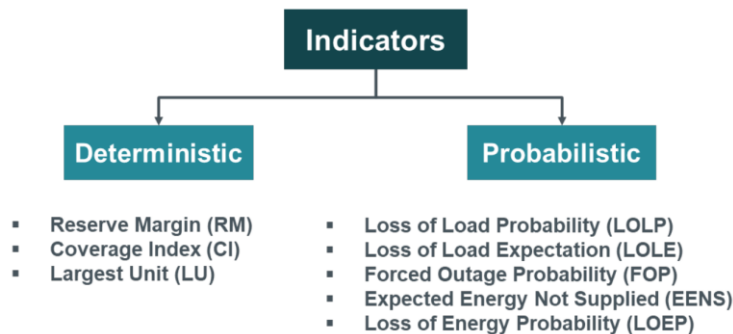 Indicators
Deterministic
Probabilistic
▪ Reserve Margin (RM)
▪ Coverage Index (CI)
▪ Largest Unit (LU)
▪ Loss of Load Probability (LOLP)
▪ Loss of Load Expectation (LOLE)
▪ Forced Outage Probability (FOP)
▪ Expected Energy Not Supplied (EENS)
▪ Loss of Energy Probability (LOEP)